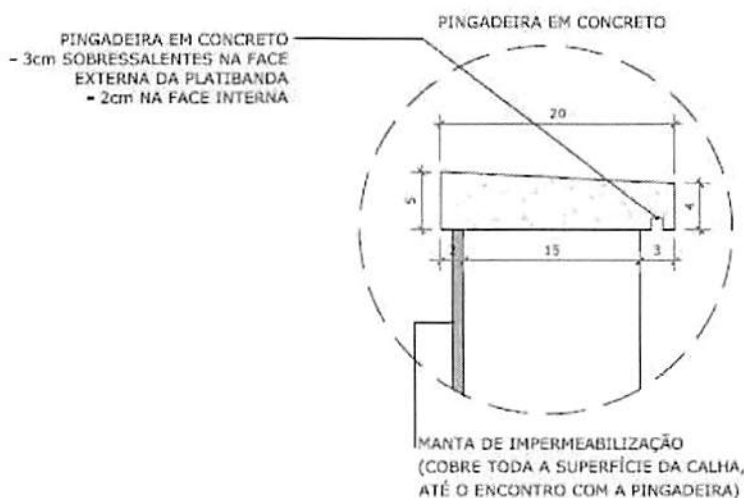 PINGADEIRA EM CONCRETO
PINGADEIRA EM CONCRETO
- 3cm SOBRESSALENTES NA FACE
EXTERNA DA PLATIBANDA
- 2cm NA FACE INTERNA
20
5
4
2
15
3
MANTA DE IMPERMEABILIZAÇÃO
(COBRE TODA A SUPERFÍCIE DA CALHA,
ATÉ O ENCONTRO COM A PINGADEIRA)